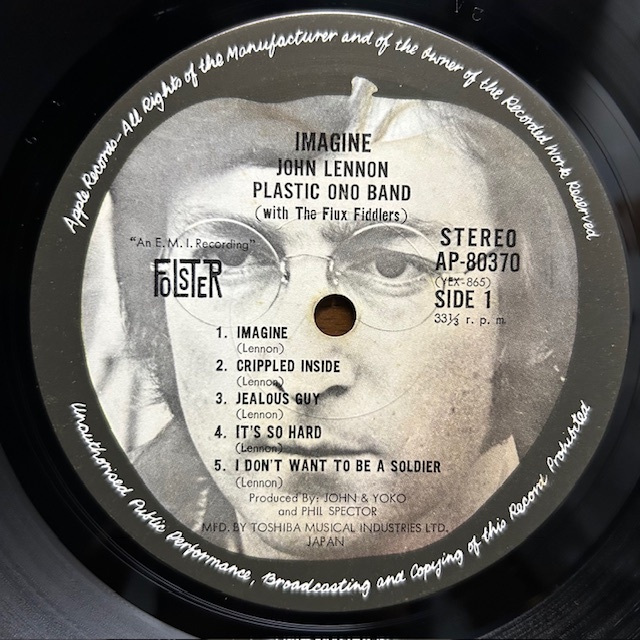 Apple Records-All Rights of the Manufacturer and of the Owner of the Recorded Work Reserved
IMAGINE
JOHN LENNON
PLASTIC ONO BAND
(with The Flux Fiddlers)
"An E.M.I. Recording"
FOLSTER
STEREO
AP-80370
(YEX-865)
SIDE 1
33⅓ r. p. m.
1. IMAGINE
(Lennon)
2. CRIPPLED INSIDE
(Lennon)
3. JEALOUS GUY
(Lennon)
4. IT'S SO HARD
(Lennon)
5. I DON'T WANT TO BE A SOLDIER
(Lennon)
Produced By: JOHN & YOKO
and PHIL SPECTOR
MFD. BY TOSHIBA MUSICAL INDUSTRIES LTD.
JAPAN
Unauthorised Public Performance, Broadcasting and Copying of this Record Prohibited